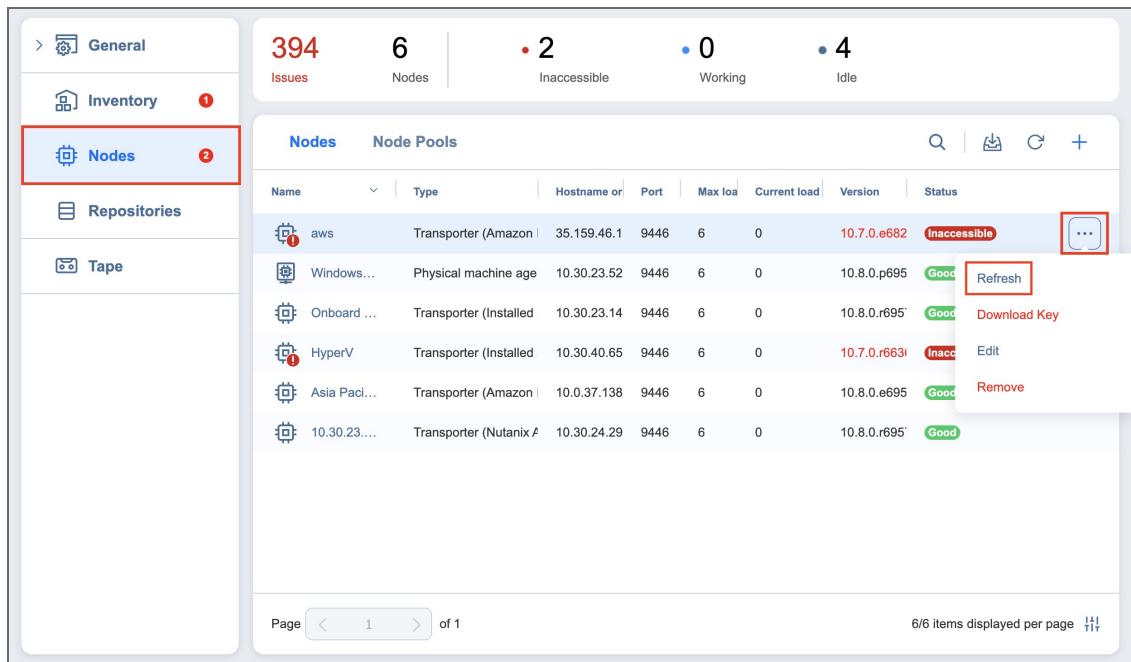 General
Inventory 1
Nodes 2
Repositories
Tape
394 6 2 0 4
Issues Nodes Inaccessible Working Idle
Nodes Node Pools
Name Type Hostname or Port Max loa Current load Version Status
aws Transporter (Amazon 35.159.46.1 9446 6 0 10.7.0.e682 Inaccessible ...
Windows... Physical machine age 10.30.23.52 9446 6 0 10.8.0.p695 Good
Onboard ... Transporter (Installed 10.30.23.14 9446 6 0 10.8.0.r695 Good
HyperV Transporter (Installed 10.30.40.65 9446 6 0 10.7.0.r663 Inacc
Asia Paci... Transporter (Amazon 10.0.37.138 9446 6 0 10.8.0.e695 Good
10.30.23.... Transporter (Nutanix 10.30.24.29 9446 6 0 10.8.0.r695 Good
Refresh
Download Key
Edit
Remove
Page 1 of 1 6/6 items displayed per page